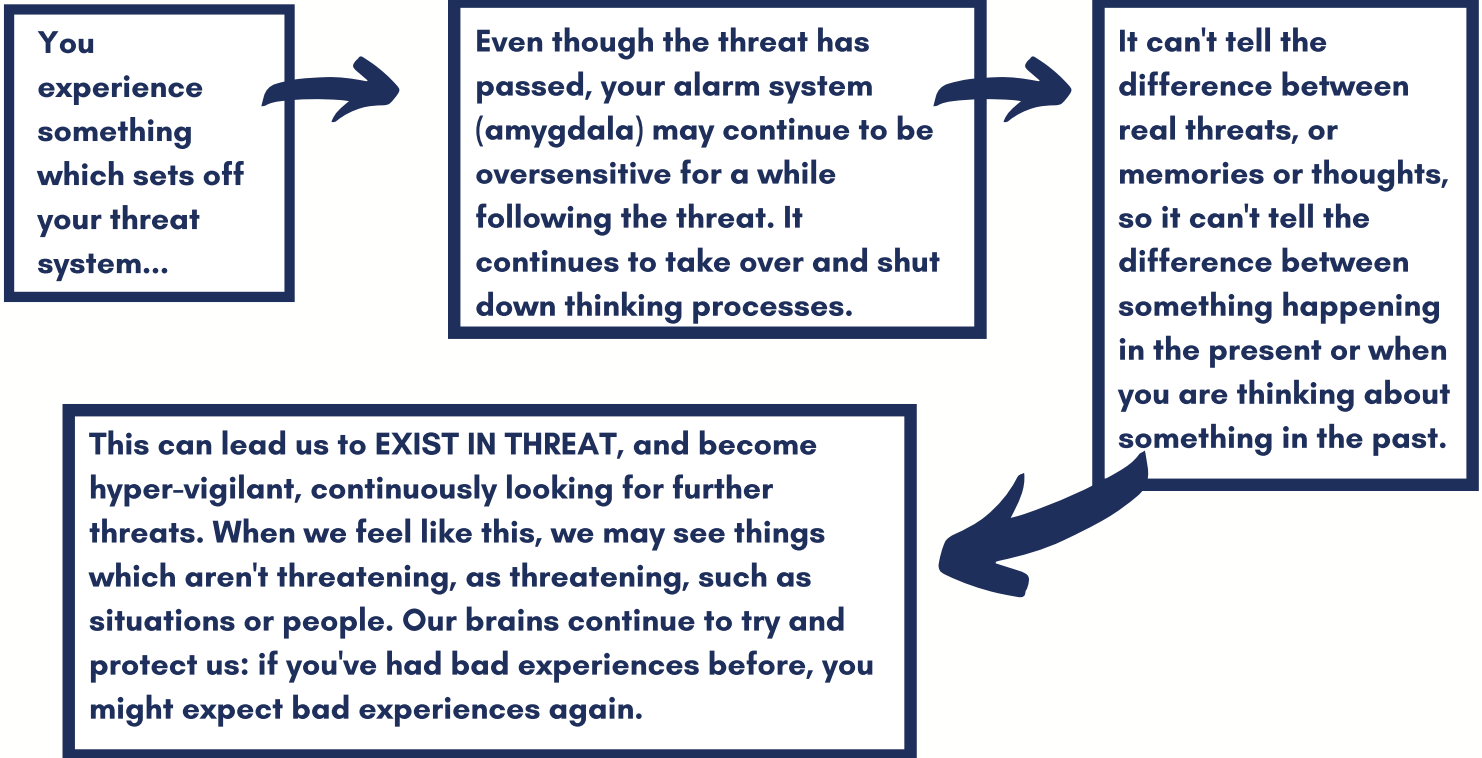 You
experience
something
which sets off
your threat
system...
Even though the threat has
passed, your alarm system
(amygdala) may continue to be
oversensitive for a while
following the threat. It
continues to take over and shut
down thinking processes.
It can't tell the
difference between
real threats, or
memories or thoughts,
so it can't tell the
difference between
something happening
in the present or when
you are thinking about
something in the past.
This can lead us to EXIST IN THREAT, and become
hyper-vigilant, continuously looking for further
threats. When we feel like this, we may see things
which aren't threatening, as threatening, such as
situations or people. Our brains continue to try and
protect us: if you've had bad experiences before, you
might expect bad experiences again.